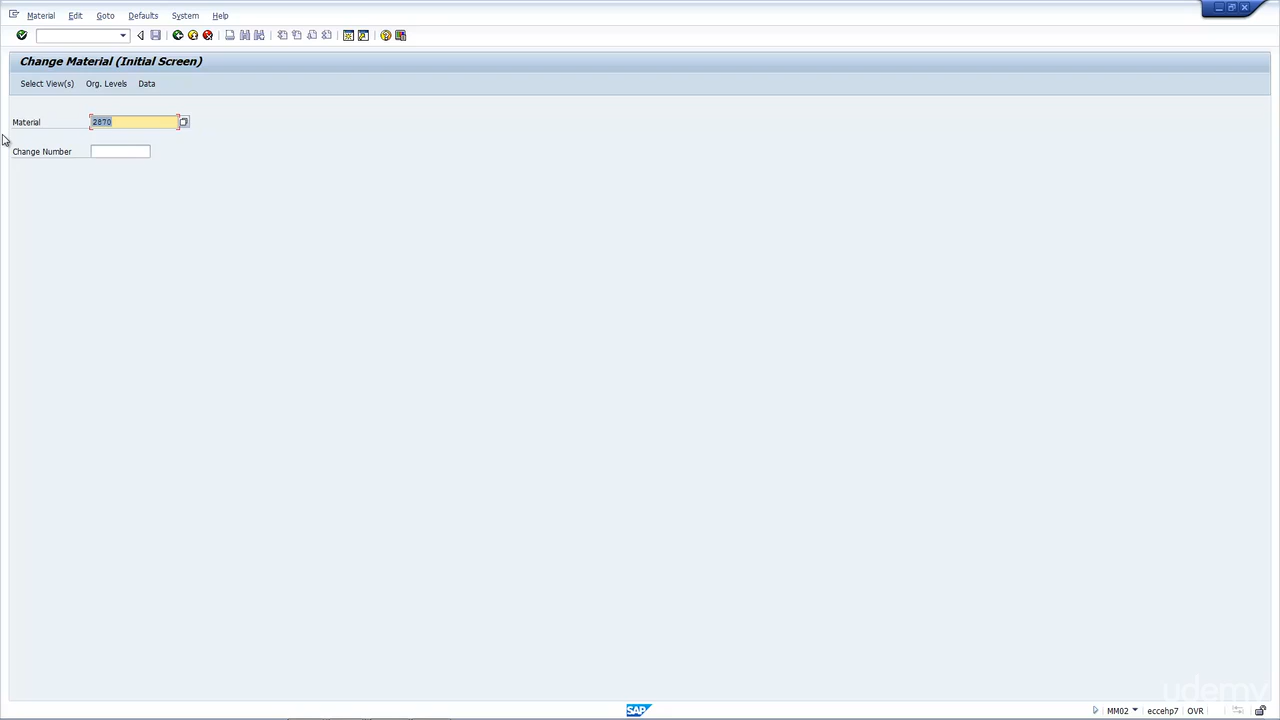 Material Edit Goto Defaults System Help
Change Material (Initial Screen)
Select View(s) Org. Levels Data
Material 2870
Change Number
udemy
SAP MM02 eccehp7 OVR